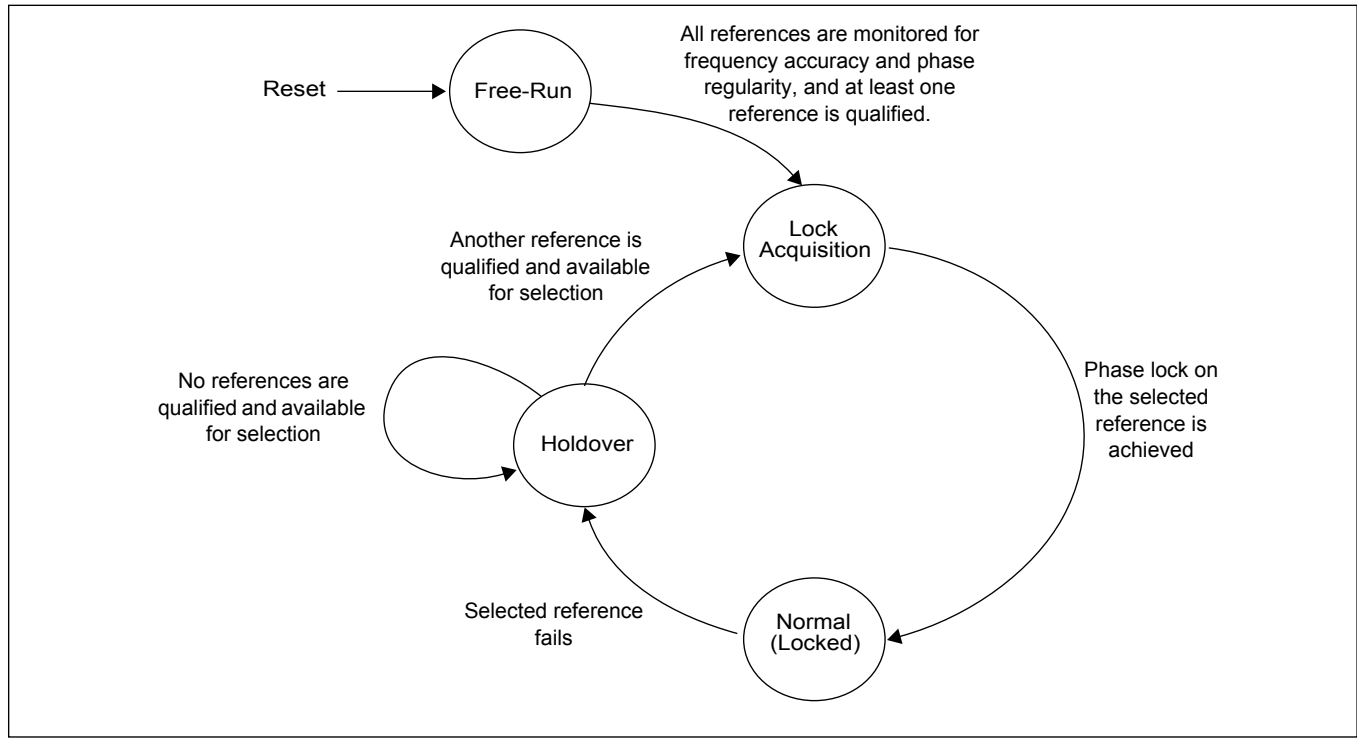 All references are monitored for
frequency accuracy and phase
regularity, and at least one
reference is qualified.
Reset
Free-Run
Lock
Acquisition
Another reference is
qualified and available
for selection
No references are
qualified and available
for selection
Holdover
Phase lock on
the selected
reference is
achieved
Selected reference
fails
Normal
(Locked)